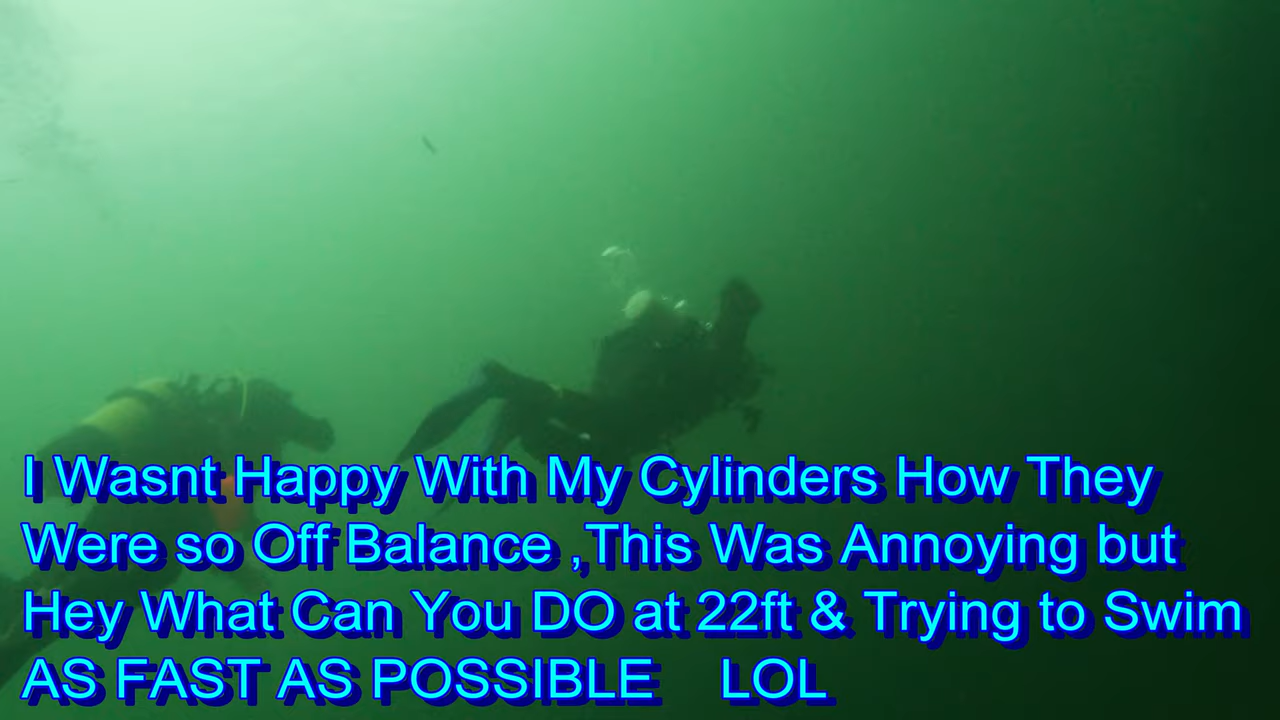 I Wasnt Happy With My Cylinders How They
Were so Off Balance ,This Was Annoying but
Hey What Can You DO at 22ft & Trying to Swim
AS FAST AS POSSIBLE LOL